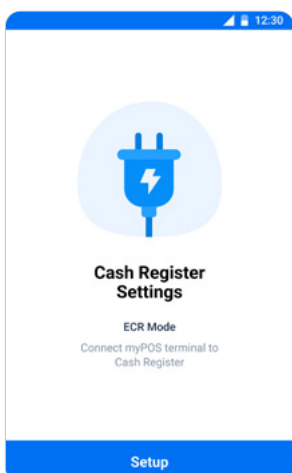 12:30
Cash Register
Settings
ECR Mode
Connect myPOS terminal to
Cash Register
Setup